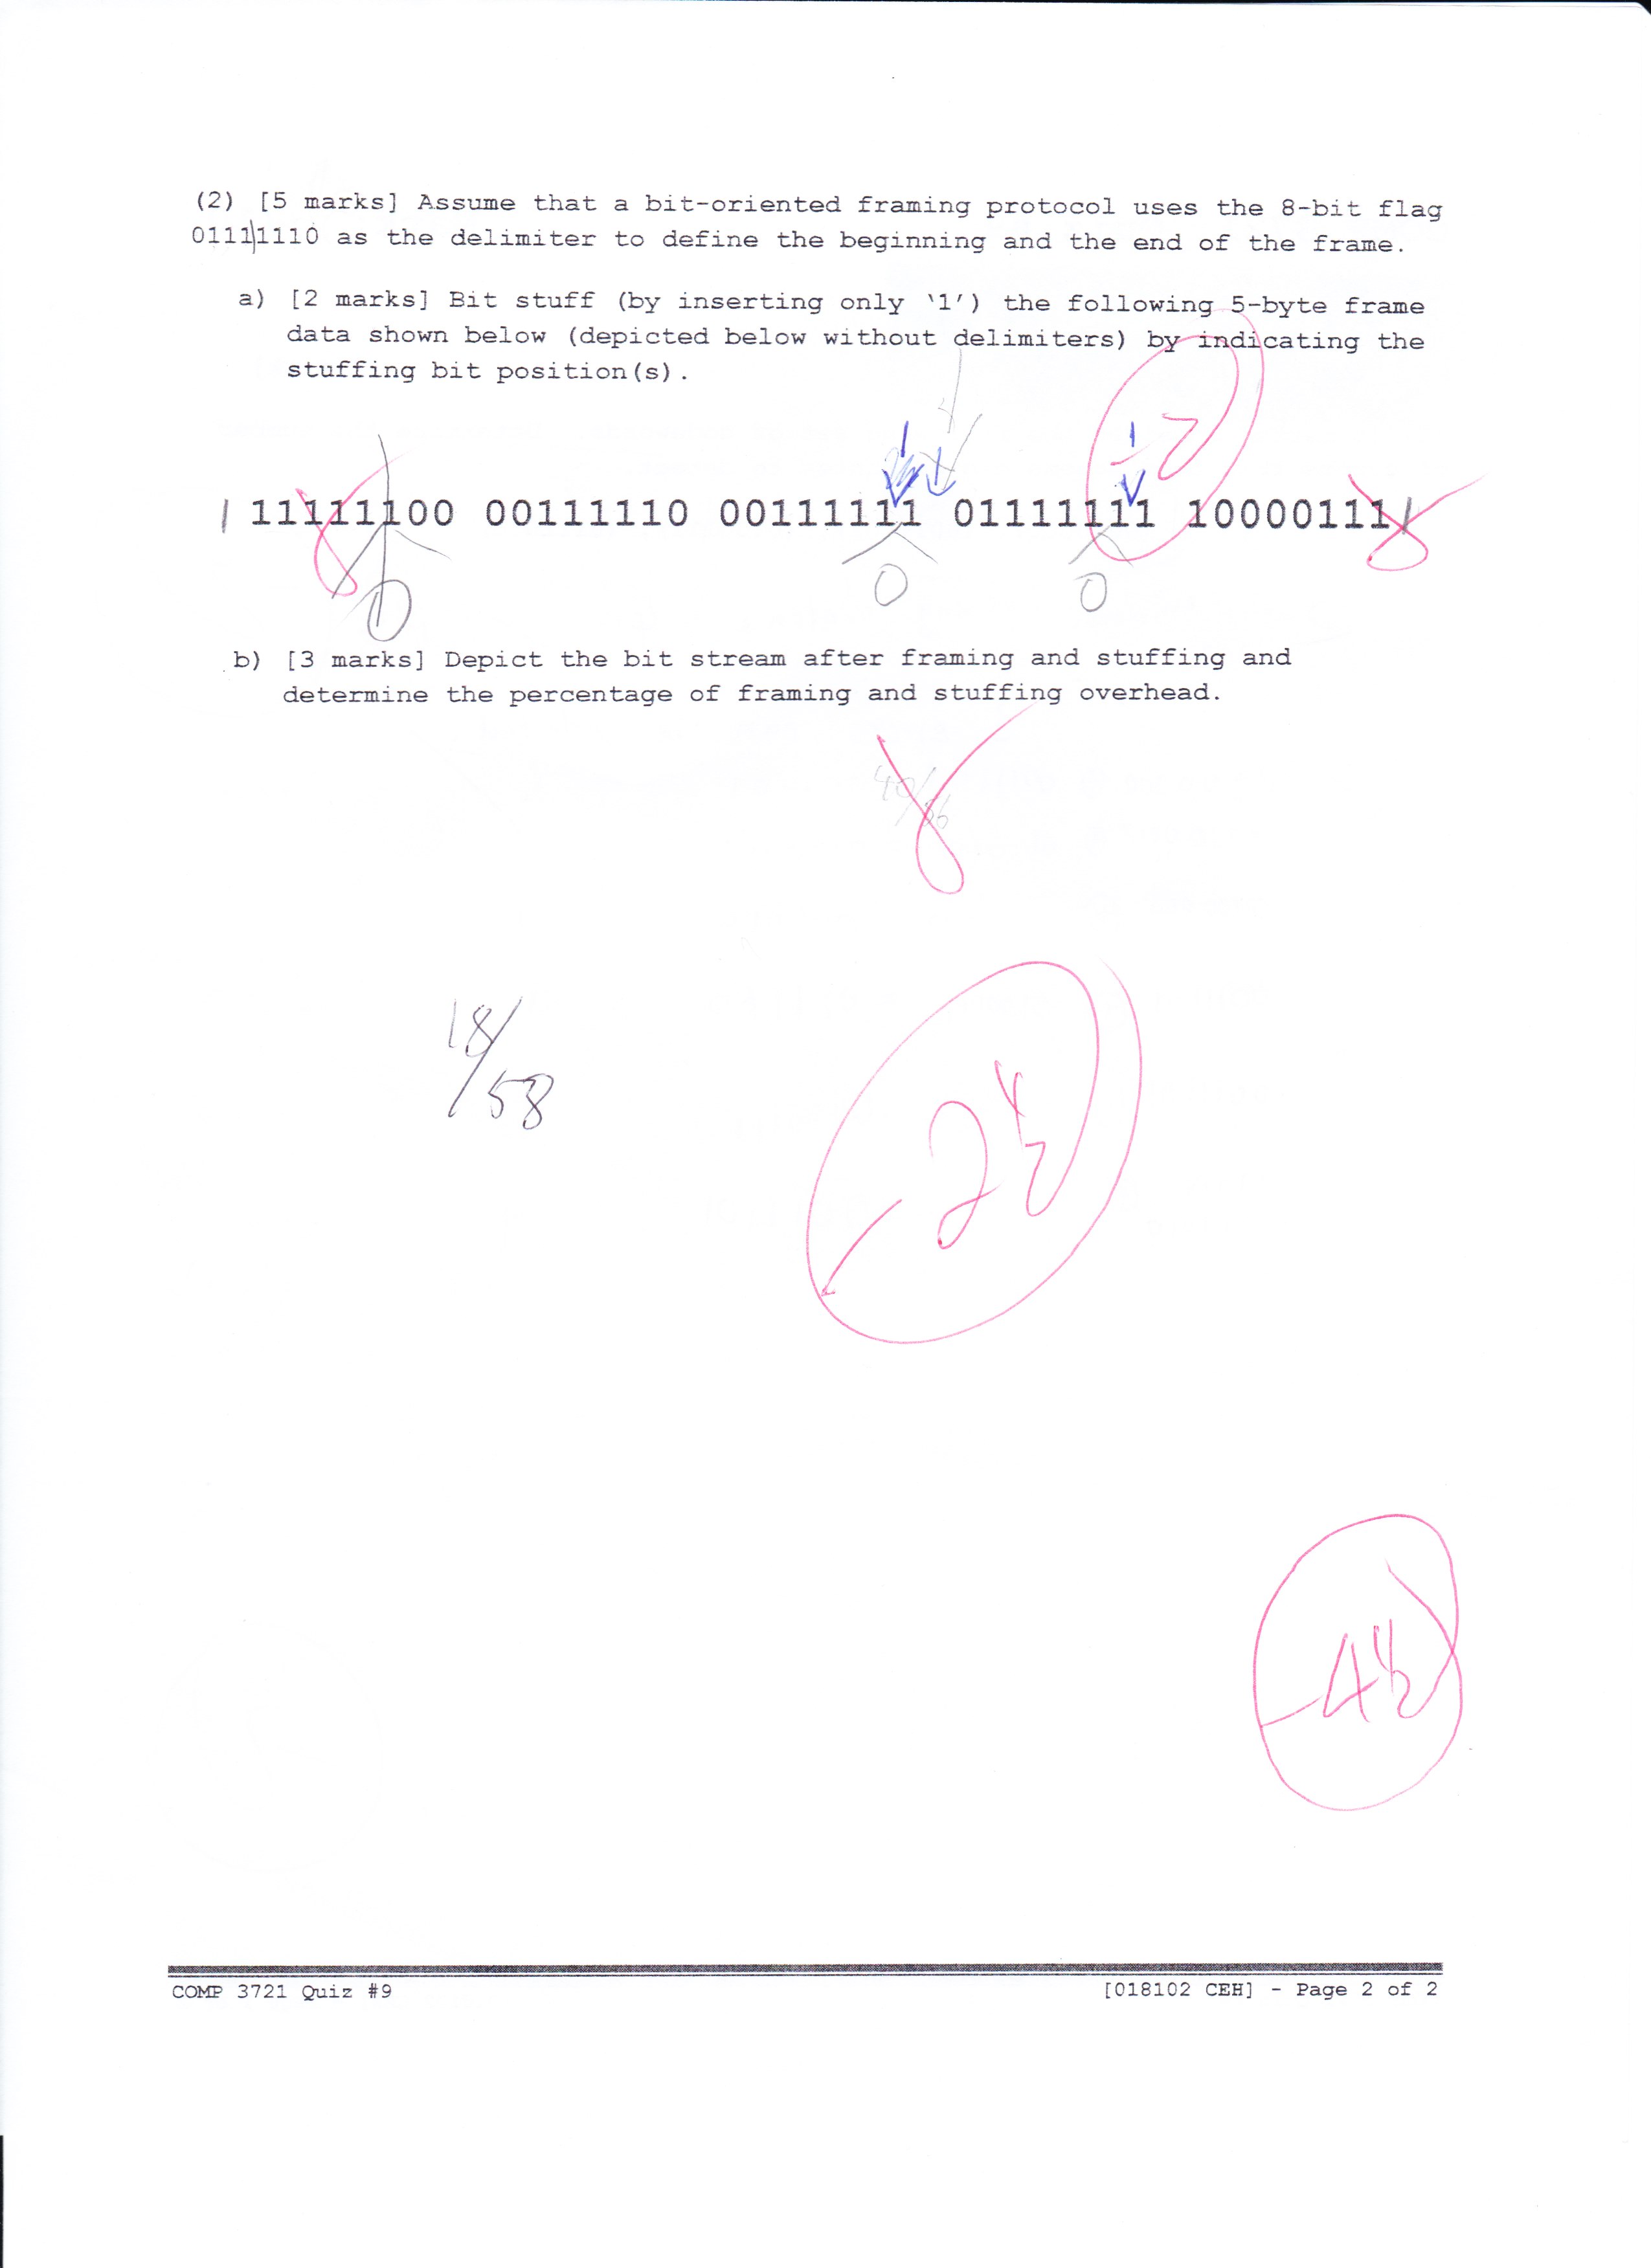 (2) [5 marks] Assume that a bit-oriented framing protocol uses the 8-bit flag
01111110 as the delimiter to define the beginning and the end of the frame.
a) [2 marks] Bit stuff (by inserting only '1') the following 5-byte frame
data shown below (depicted below without delimiters) by indicating the
stuffing bit position(s).
1 -2
11111100 00111110 00111111 01111111 10000111
0 0 0
b) [3 marks] Depict the bit stream after framing and stuffing and
determine the percentage of framing and stuffing overhead.
40/56
18/58
-2½
-4½
COMP 3721 Quiz #9 [018102 CEH] - Page 2 of 2